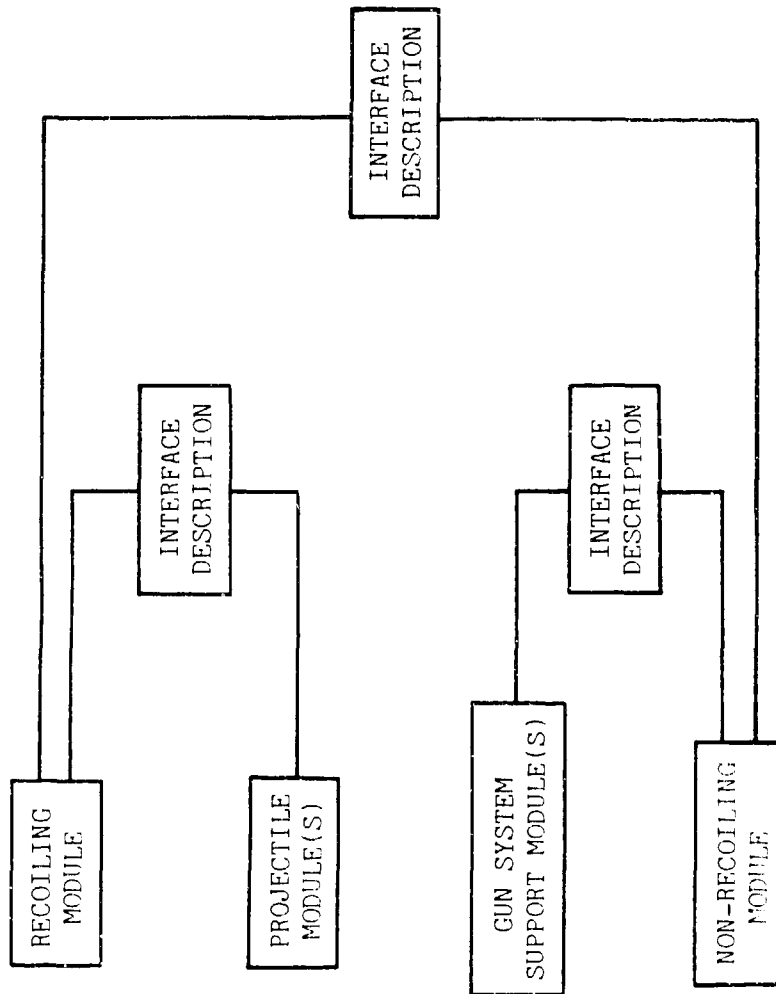 RECOILING
MODULE
INTERFACE
DESCRIPTION
PROJECTILE
MODULE(S)
INTERFACE
DESCRIPTION
GUN SYSTEM
SUPPORT MODULE(S)
INTERFACE
DESCRIPTION
NON-RECOILING
MODULE